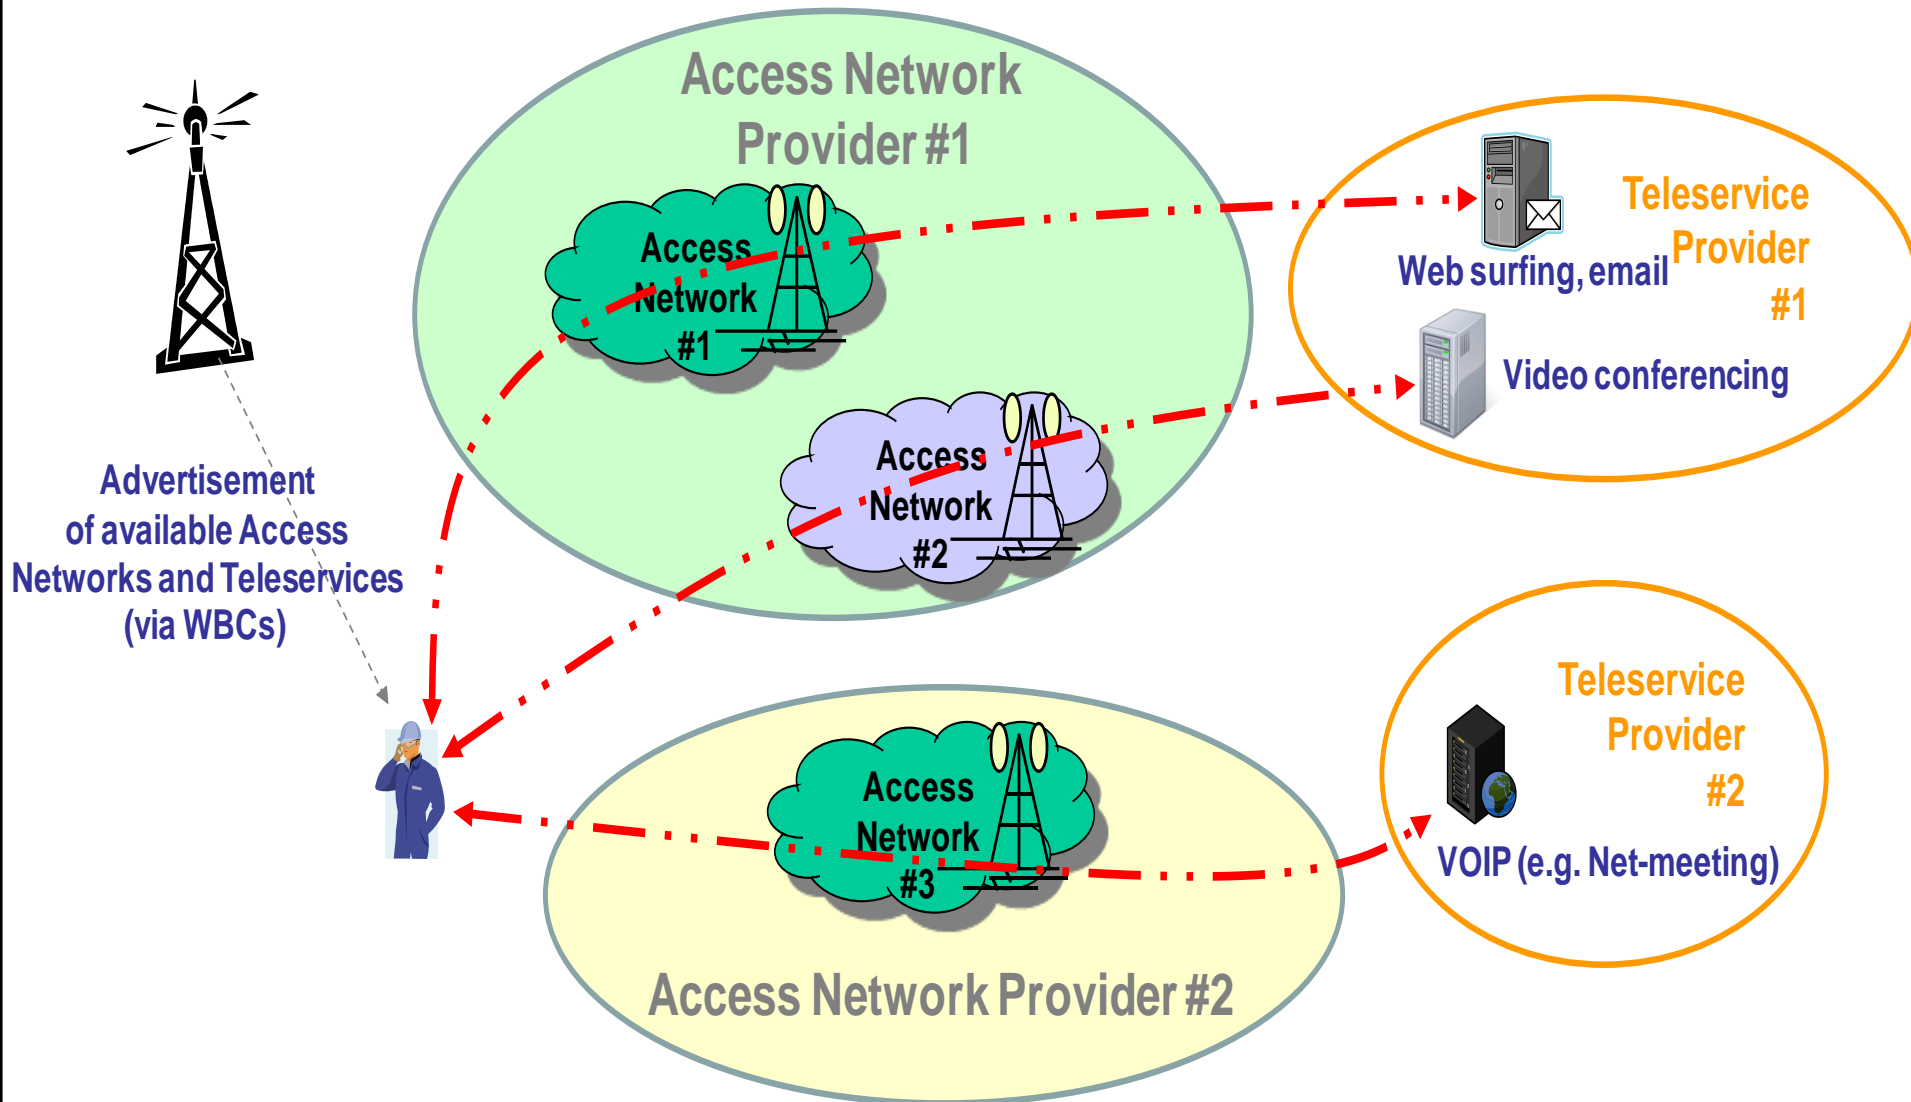 Access Network
Provider #1
Access
Network
#1
Access
Network
#2
Teleservice
Provider
#1
Web surfing, email
Video conferencing
Advertisement
of available Access
Networks and Teleservices
(via WBCs)
Access
Network
#3
Access Network Provider #2
Teleservice
Provider
#2
VOIP (e.g. Net-meeting)